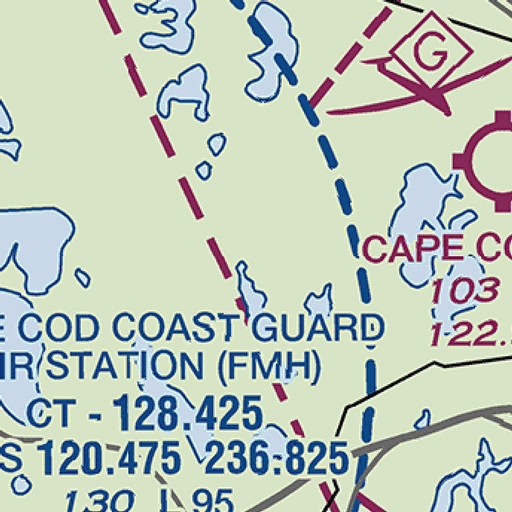 G
CAPE CO
103
122.
E COD COAST GUARD
IR STATION (FMH)
CT - 128.425
S 120.475 236.825
130 L 95